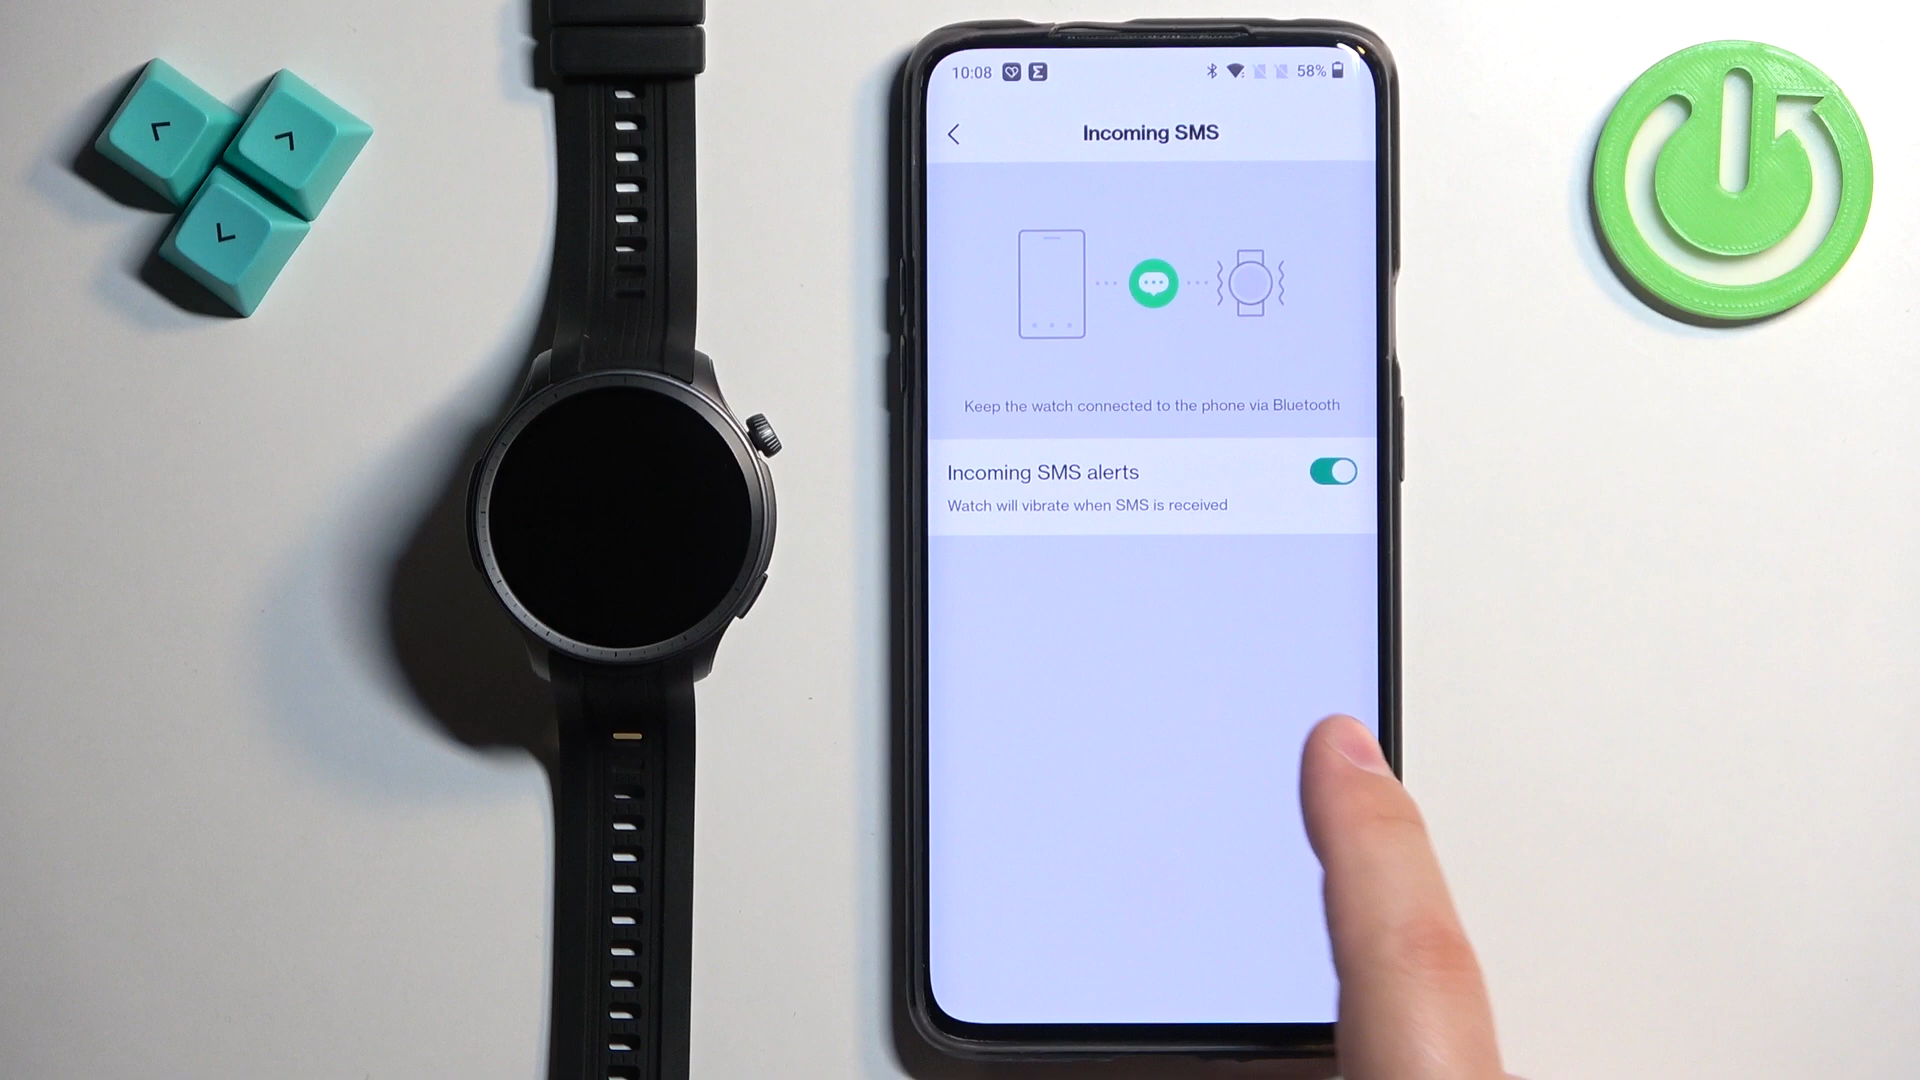 10:08 58%
Incoming SMS
Keep the watch connected to the phone via Bluetooth
Incoming SMS alerts
Watch will vibrate when SMS is received